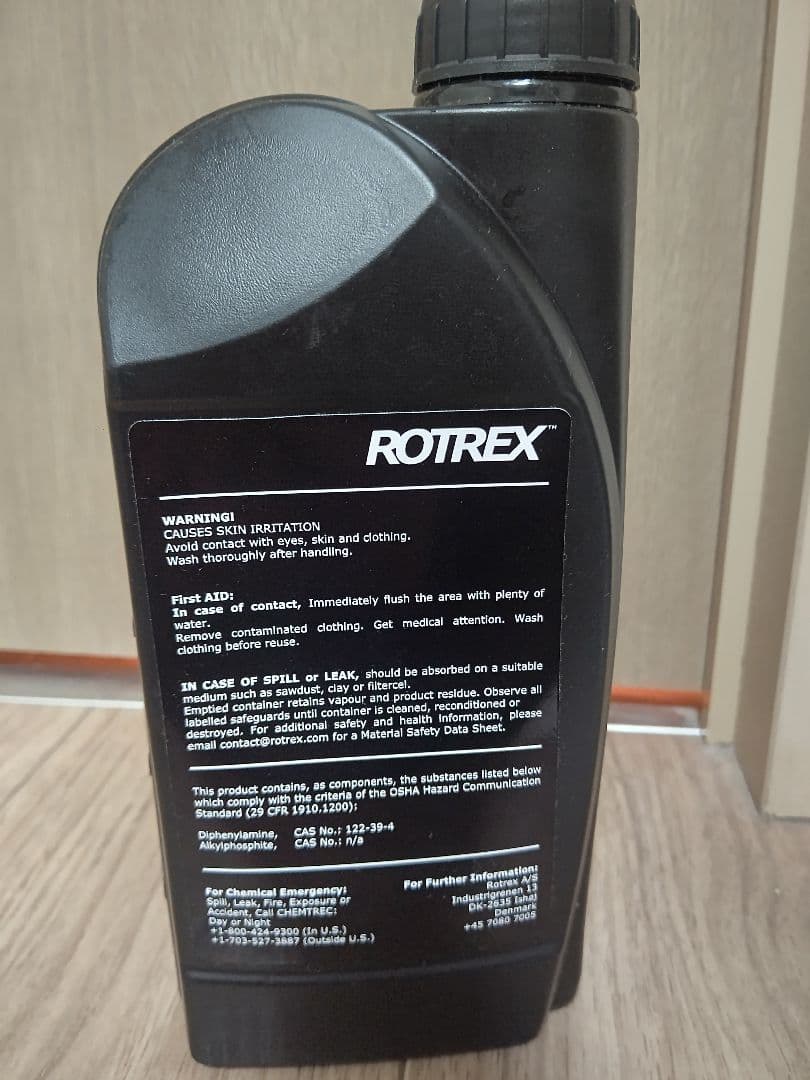 ROTREX™
WARNING!
CAUSES SKIN IRRITATION
Avoid contact with eyes, skin and clothing.
Wash thoroughly after handling.
First AID:
In case of contact, Immediately flush the area with plenty of
water.
Remove contaminated clothing. Get medical attention. Wash
clothing before reuse.
IN CASE OF SPILL or LEAK, should be absorbed on a suitable
medium such as sawdust, clay or filtercel.
Emptied container retains vapour and product residue. Observe all
labelled safeguards until container is cleaned, reconditioned or
destroyed. For additional safety and health information, please
email contact@rotrex.com for a Material Safety Data Sheet.
This product contains, as components, the substances listed below
which comply with the criteria of the OSHA Hazard Communication
Standard (29 CFR 1910.1200):
Diphenylamine, CAS No.: 122-39-4
Alkylphosphite, CAS No.: n/a
For Chemical Emergency:
Spill, Leak, Fire, Exposure or
Accident, Call CHEMTREC:
Day or Night
+1-800-424-9300 (In U.S.)
+1-703-527-3887 (Outside U.S.)
For Further Information:
Rotrex A/S
Industrigrenen 13
DK-2635 Ishøj
Denmark
+45 7080 7005